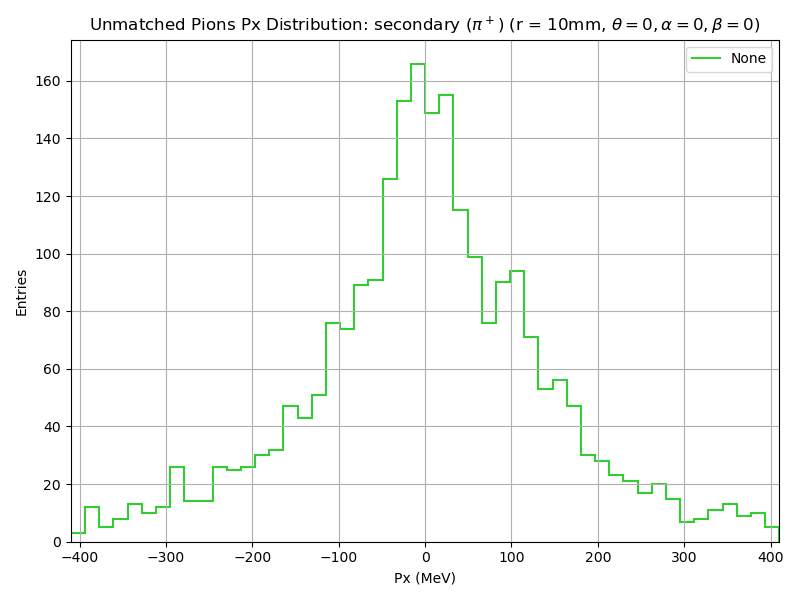 Unmatched Pions Px Distribution: secondary (π⁺) (r = 10mm, θ = 0, α = 0, β = 0)
None
Entries
160
140
120
100
80
60
40
20
0
−400 −300 −200 −100 0 100 200 300 400
Px (MeV)